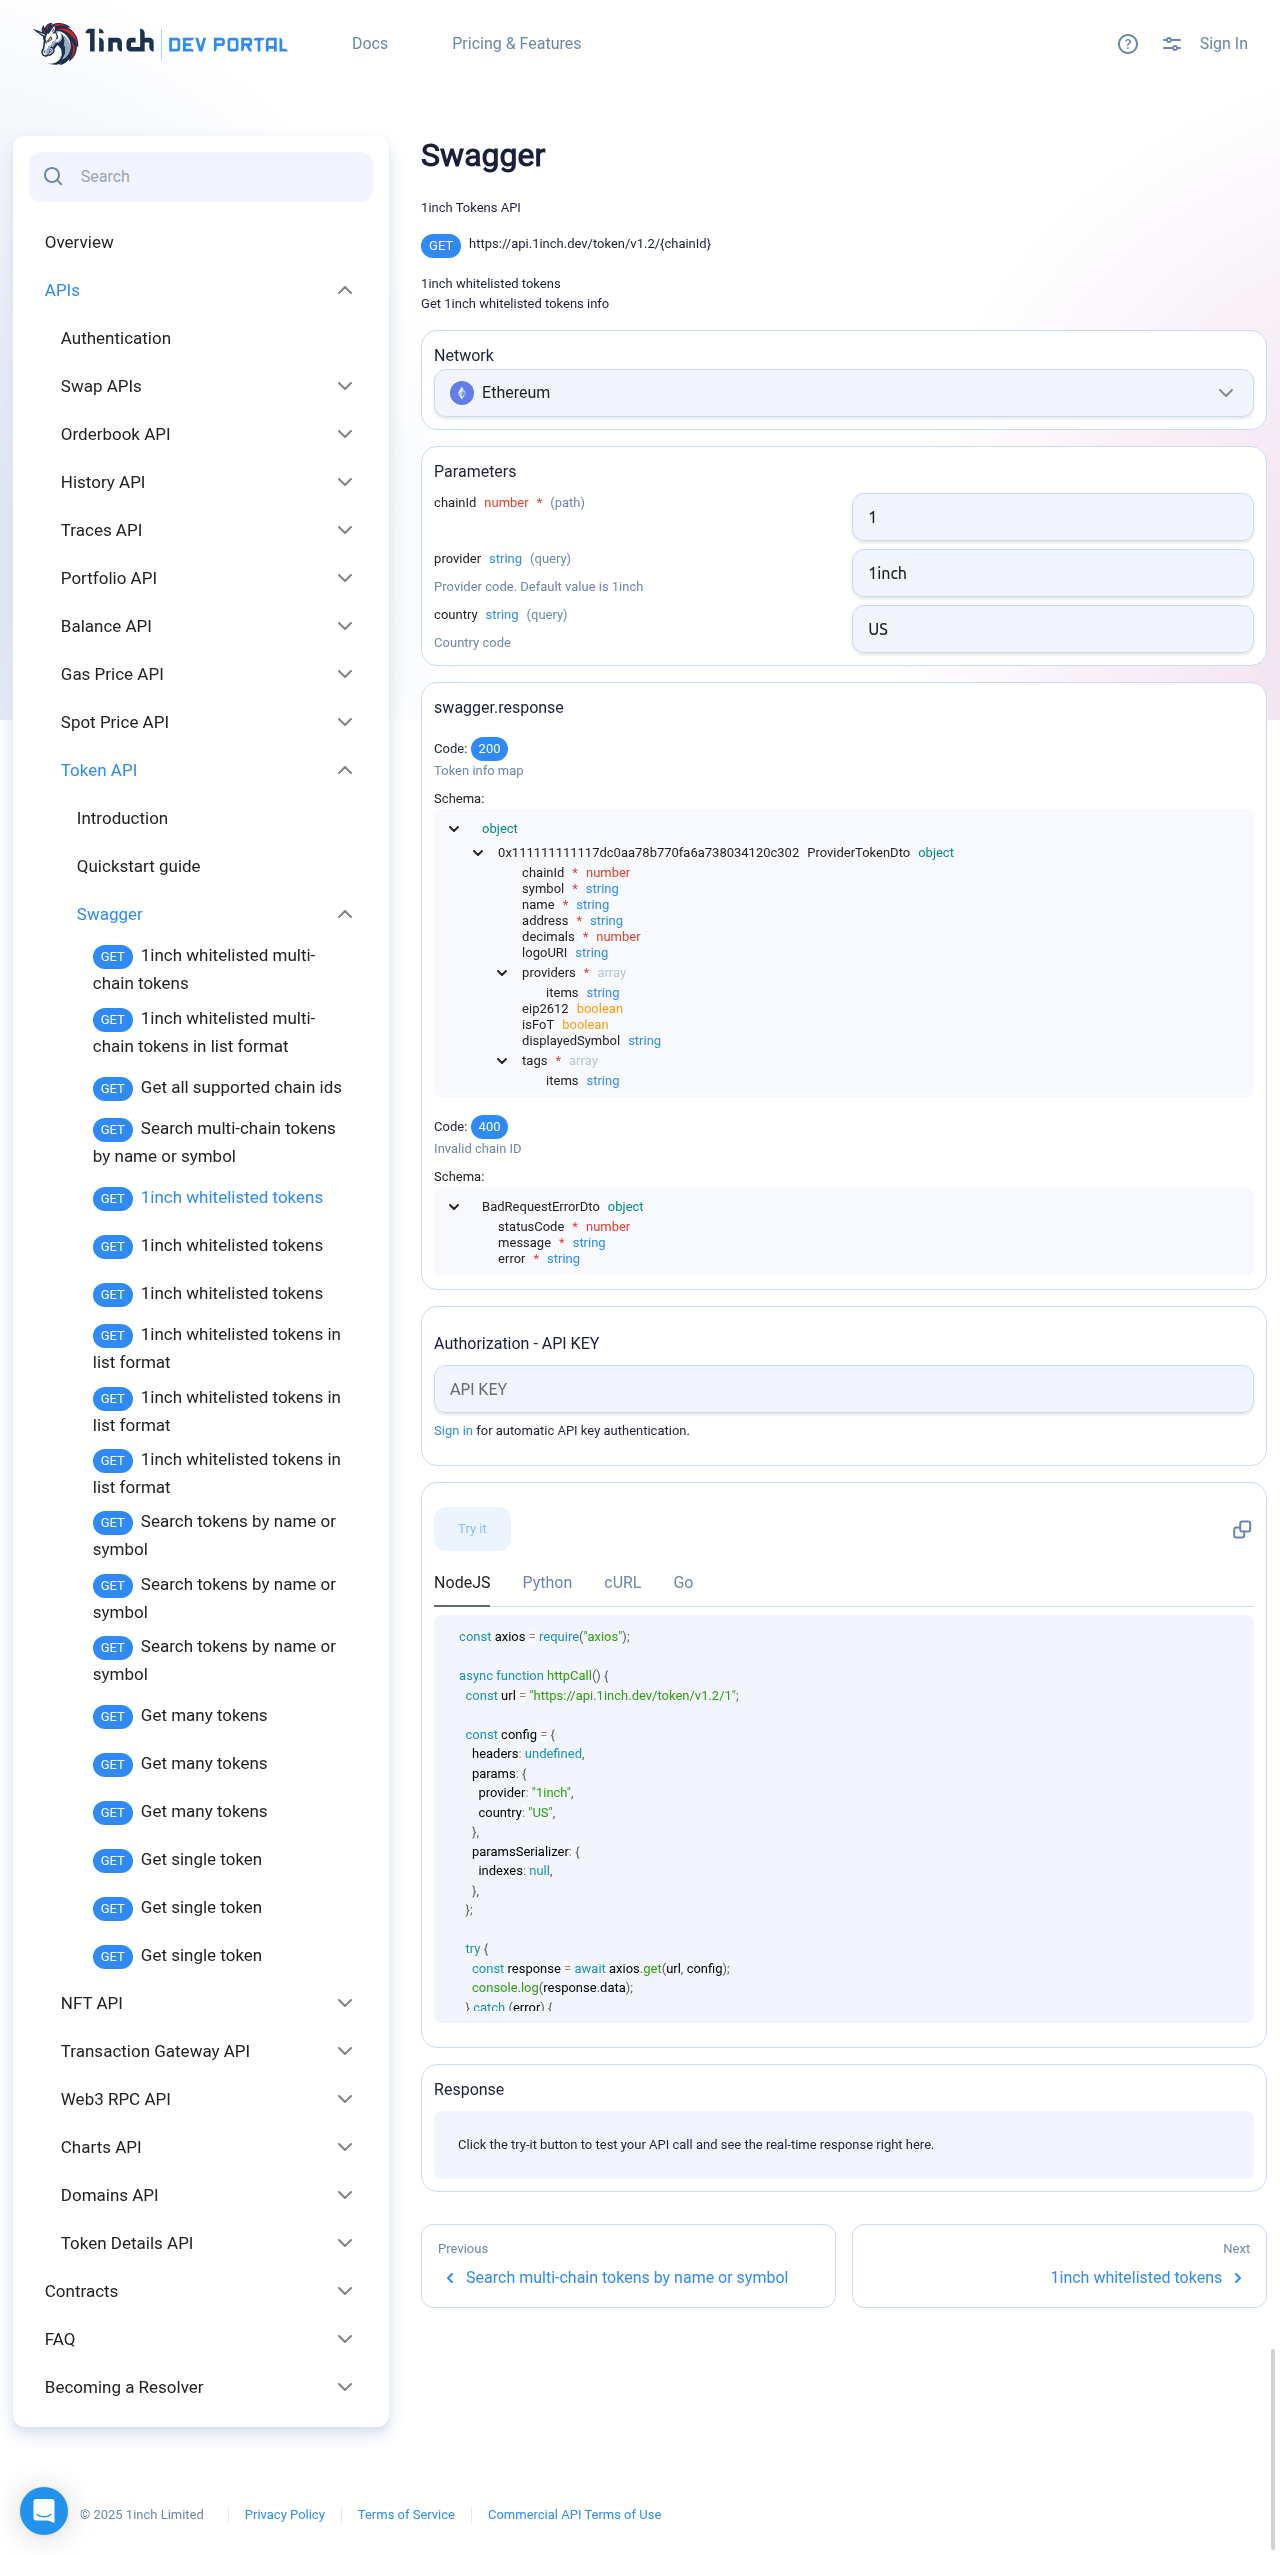 1inch DEV PORTAL
Docs
Pricing & Features
Sign In
Search
Overview
APIs
Authentication
Swap APIs
Orderbook API
History API
Traces API
Portfolio API
Balance API
Gas Price API
Spot Price API
Token API
Introduction
Quickstart guide
Swagger
GET 1inch whitelisted multi-
chain tokens
GET 1inch whitelisted multi-
chain tokens in list format
GET Get all supported chain ids
GET Search multi-chain tokens
by name or symbol
GET 1inch whitelisted tokens
GET 1inch whitelisted tokens
GET 1inch whitelisted tokens
GET 1inch whitelisted tokens in
list format
GET 1inch whitelisted tokens in
list format
GET 1inch whitelisted tokens in
list format
GET Search tokens by name or
symbol
GET Search tokens by name or
symbol
GET Search tokens by name or
symbol
GET Get many tokens
GET Get many tokens
GET Get many tokens
GET Get single token
GET Get single token
GET Get single token
NFT API
Transaction Gateway API
Web3 RPC API
Charts API
Domains API
Token Details API
Contracts
FAQ
Becoming a Resolver
Swagger
1inch Tokens API
GET https://api.1inch.dev/token/v1.2/{chainId}
1inch whitelisted tokens
Get 1inch whitelisted tokens info
Network
Ethereum
Parameters
chainId number * (path)
1
provider string (query)
Provider code. Default value is 1inch
1inch
country string (query)
Country code
US
swagger.response
Code: 200
Token info map
Schema:
object
0x111111111117dc0aa78b770fa6a738034120c302 ProviderTokenDto object
chainId * number
symbol * string
name * string
address * string
decimals * number
logoURI string
providers * array
items string
eip2612 boolean
isFoT boolean
displayedSymbol string
tags * array
items string
Code: 400
Invalid chain ID
Schema:
BadRequestErrorDto object
statusCode * number
message * string
error * string
Authorization - API KEY
API KEY
Sign in for automatic API key authentication.
Try it
NodeJS Python cURL Go
const axios = require("axios");
async function httpCall() {
const url = "https://api.1inch.dev/token/v1.2/1";
const config = {
headers: undefined,
params: {
provider: "1inch",
country: "US",
},
paramsSerializer: {
indexes: null,
},
};
try {
const response = await axios.get(url, config);
console.log(response.data);
} catch (error) {
Response
Click the try-it button to test your API call and see the real-time response right here.
Previous
Search multi-chain tokens by name or symbol
Next
1inch whitelisted tokens
© 2025 1inch Limited
Privacy Policy
Terms of Service
Commercial API Terms of Use